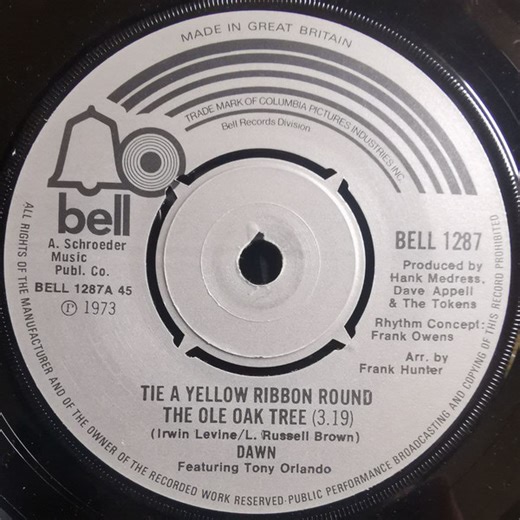 MADE IN GREAT BRITAIN
TRADE MARK OF COLUMBIA PICTURES INDUSTRIES INC
Bell Records Division
bell
A. Schroeder
Music
Publ. Co.
BELL 1287A 45
Ⓟ 1973
BELL 1287
Produced by
Hank Medress,
Dave Appell
& The Tokens
Rhythm Concept:
Frank Owens
Arr. by
Frank Hunter
TIE A YELLOW RIBBON ROUND
THE OLE OAK TREE (3.19)
(Irwin Levine/L. Russell Brown)
DAWN
Featuring Tony Orlando
ALL RIGHTS OF THE MANUFACTURER AND OF THE OWNER OF THE RECORDED WORK RESERVED·PUBLIC PERFORMANCE BROADCASTING AND COPYING OF THIS RECORD PROHIBITED